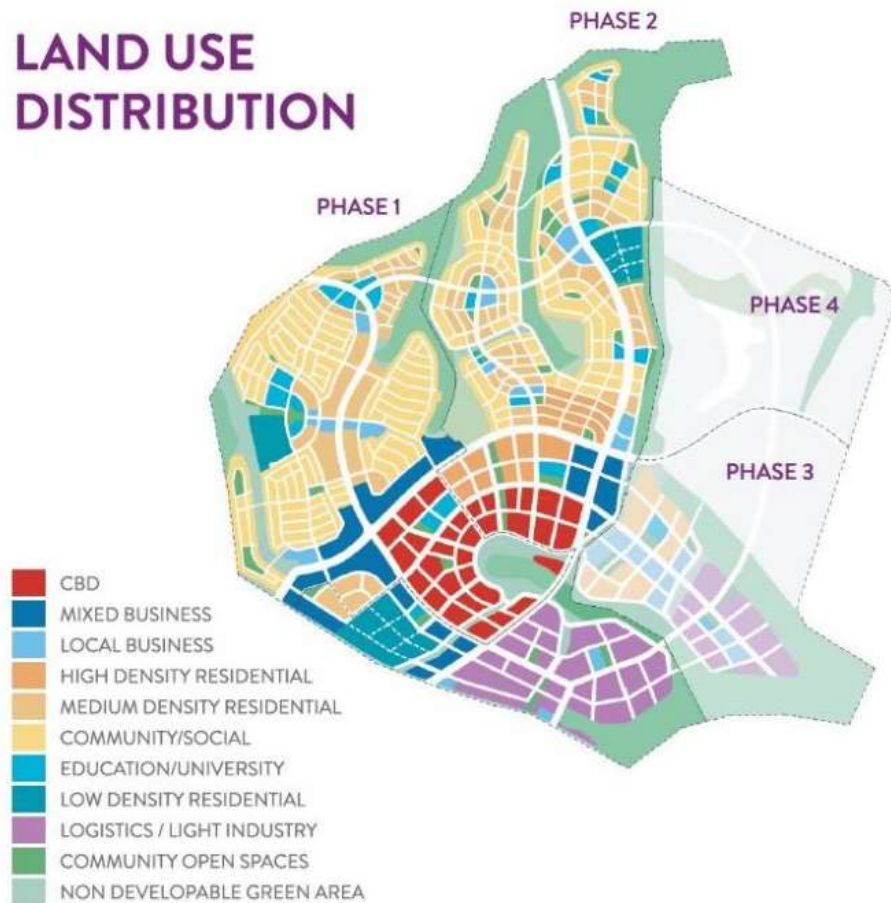 LAND USE
DISTRIBUTION
PHASE 2
PHASE 1
PHASE 4
PHASE 3
CBD
MIXED BUSINESS
LOCAL BUSINESS
HIGH DENSITY RESIDENTIAL
MEDIUM DENSITY RESIDENTIAL
COMMUNITY/SOCIAL
EDUCATION/UNIVERSITY
LOW DENSITY RESIDENTIAL
LOGISTICS / LIGHT INDUSTRY
COMMUNITY OPEN SPACES
NON DEVELOPABLE GREEN AREA